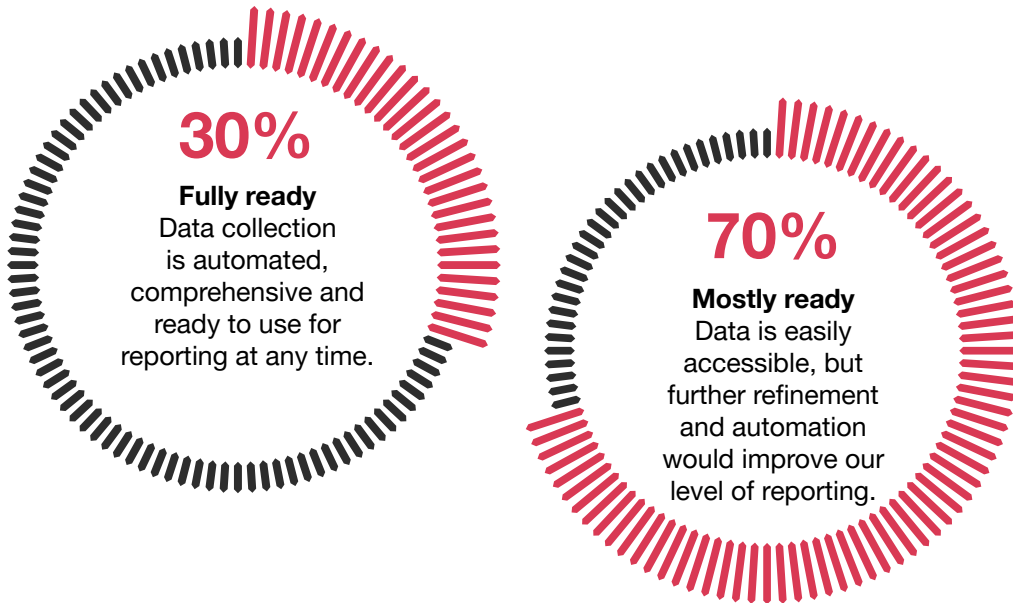 30%
Fully ready
Data collection
is automated,
comprehensive and
ready to use for
reporting at any time.
70%
Mostly ready
Data is easily
accessible, but
further refinement
and automation
would improve our
level of reporting.